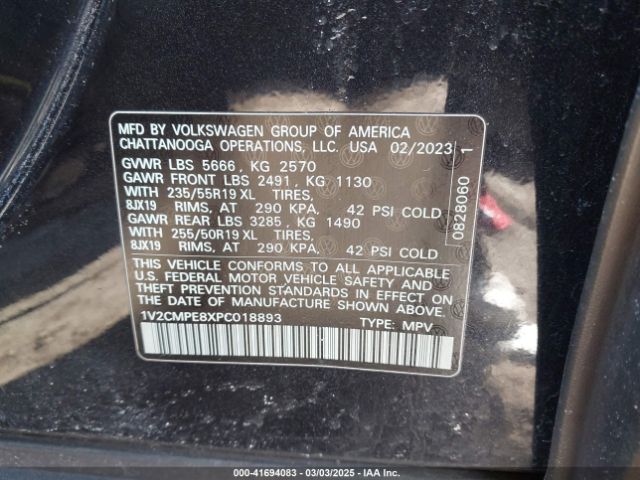 MFD BY VOLKSWAGEN GROUP OF AMERICA
CHATTANOOGA OPERATIONS, LLC. USA 02/2023
GVWR LBS 5666, KG 2570
GAWR FRONT LBS 2491, KG 1130
WITH 235/55R19 XL TIRES,
8JX19 RIMS, AT 290 KPA, 42 PSI COLD
GAWR REAR LBS 3285, KG 1490
WITH 255/50R19 XL TIRES,
8JX19 RIMS, AT 290 KPA, 42 PSI COLD
THIS VEHICLE CONFORMS TO ALL APPLICABLE
U.S. FEDERAL MOTOR VEHICLE SAFETY AND
THEFT PREVENTION STANDARDS IN EFFECT ON
THE DATE OF MANUFACTURE SHOWN ABOVE.
1V2CMPE8XPC018893 TYPE: MPV
0828060 1
000-41694083 - 03/03/2025 - IAA Inc.